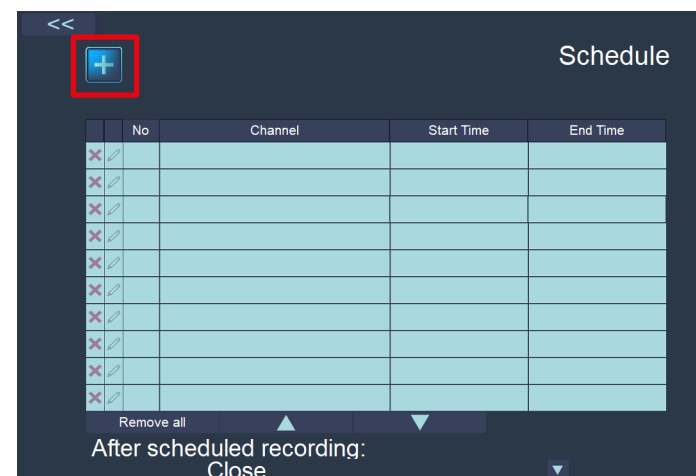 <<
Schedule
No Channel Start Time End Time
Remove all
After scheduled recording:
Close